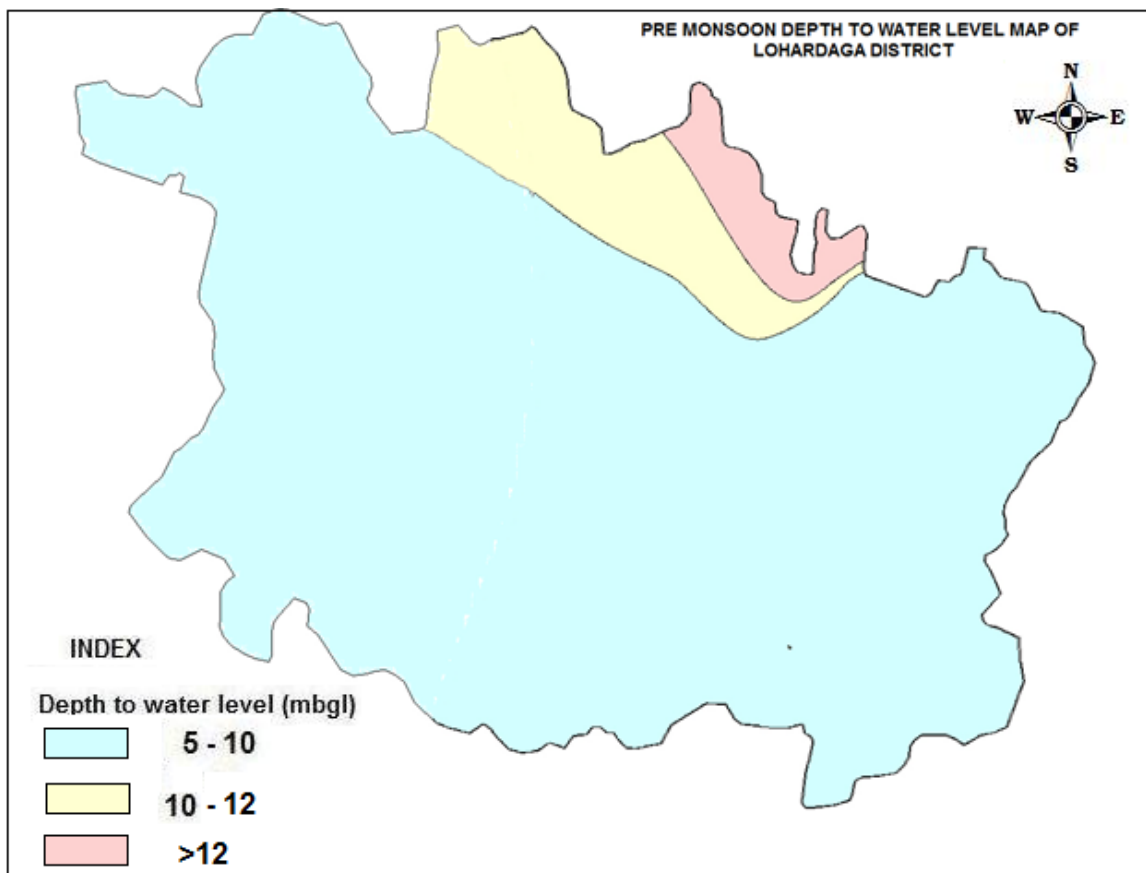 PRE MONSOON DEPTH TO WATER LEVEL MAP OF
LOHARDAGA DISTRICT
N
W E
S
INDEX
Depth to water level (mbgl)
5 - 10
10 - 12
>12